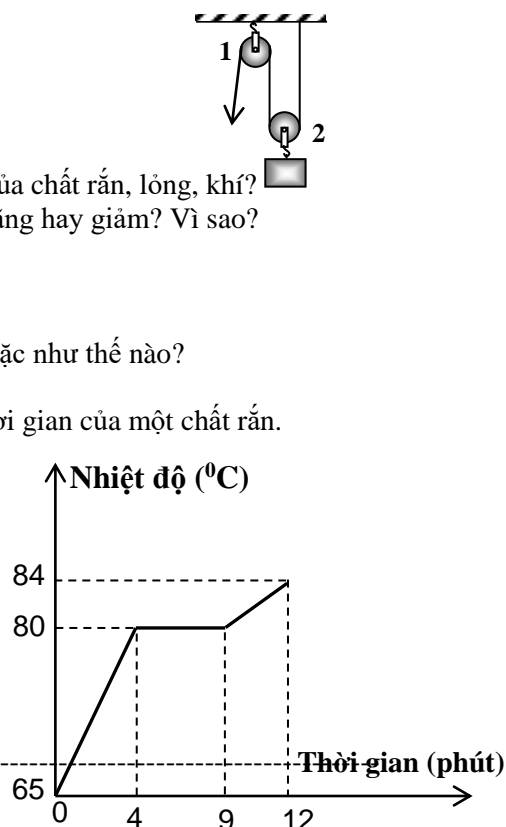 1
2
ủa chất rắn, lỏng, khí?
ăng hay giảm? Vì sao?
ặc như thế nào?
ời gian của một chất rắn.
Nhiệt độ (⁰C)
84
80
Thời gian (phút)
65
0 4 9 12